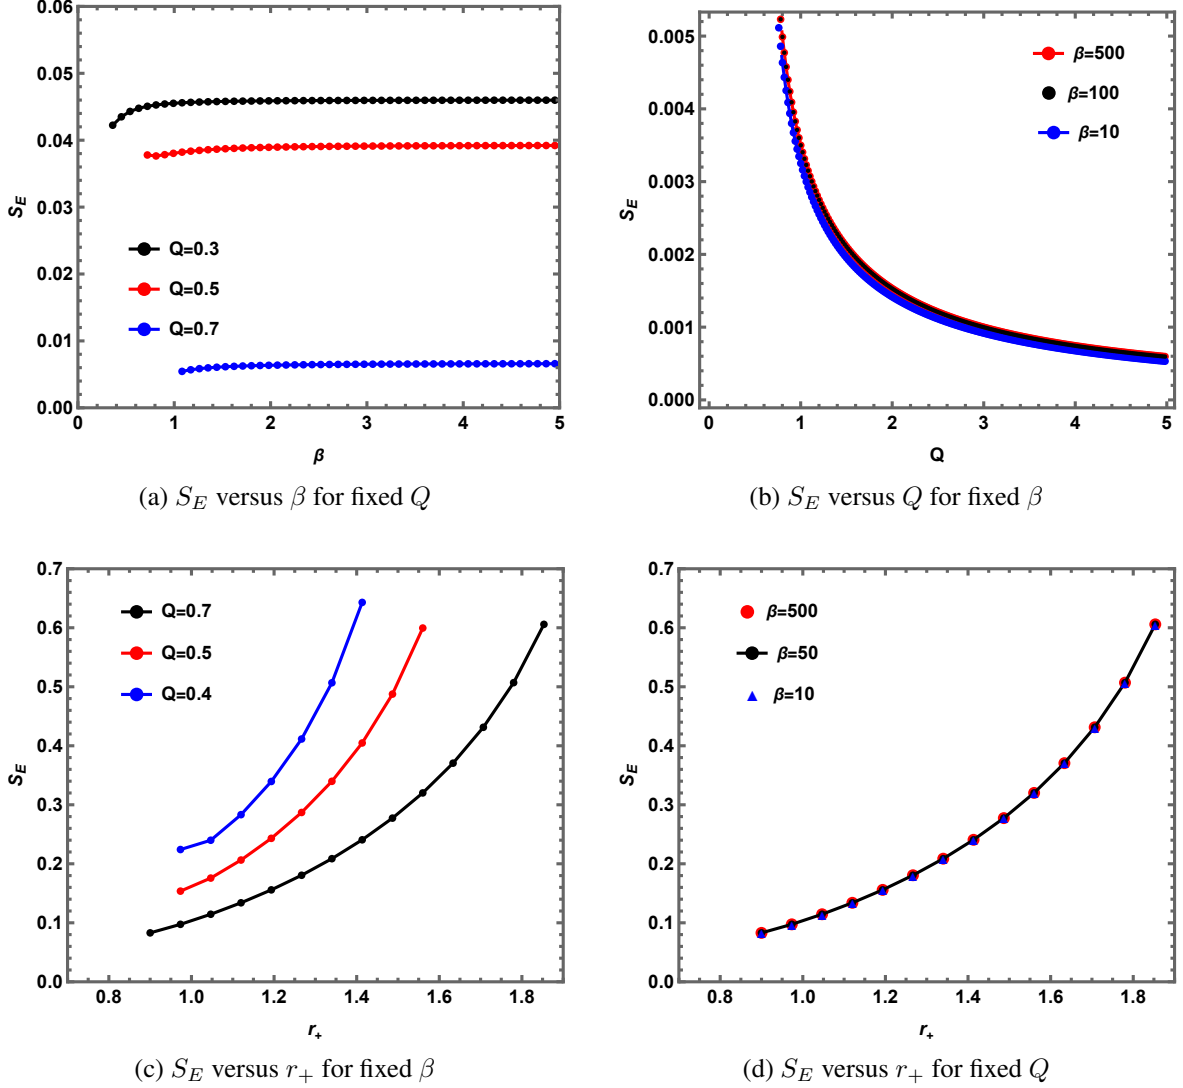 0.06
0.05
0.04
0.03
0.02
0.01
0.00
S_E
Q=0.3
Q=0.5
Q=0.7
0 1 2 3 4 5
β
(a) S_E versus β for fixed Q
0.005
0.004
0.003
0.002
0.001
0.000
S_E
β=500
β=100
β=10
0 1 2 3 4 5
Q
(b) S_E versus Q for fixed β
0.7
0.6
0.5
0.4
0.3
0.2
0.1
0.0
S_E
Q=0.7
Q=0.5
Q=0.4
0.8 1.0 1.2 1.4 1.6 1.8
r_+
(c) S_E versus r_+ for fixed β
0.7
0.6
0.5
0.4
0.3
0.2
0.1
0.0
S_E
β=500
β=50
β=10
0.8 1.0 1.2 1.4 1.6 1.8
r_+
(d) S_E versus r_+ for fixed Q